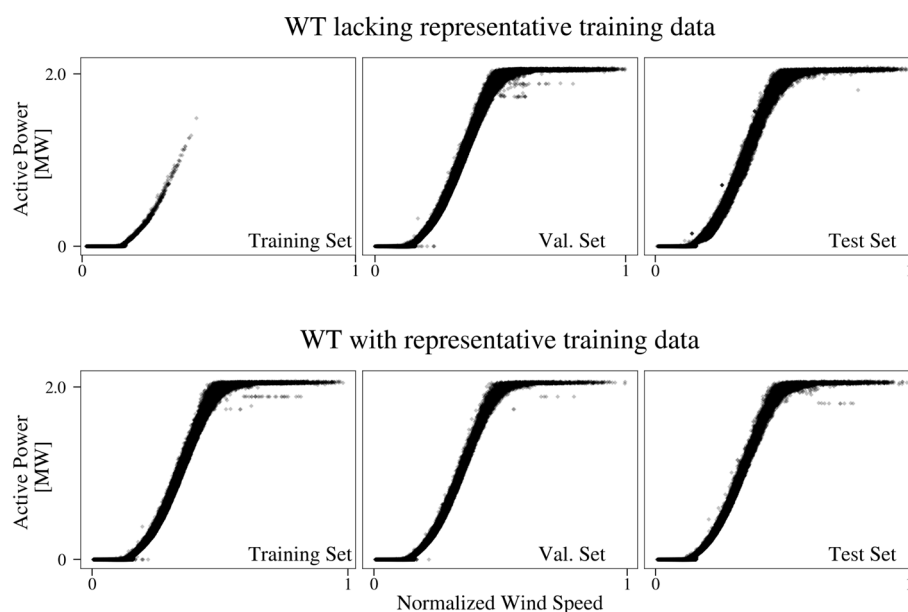 WT lacking representative training data
Active Power
[MW]
2.0
0
Training Set
Val. Set
Test Set
0
1
0
1
0
1
WT with representative training data
Active Power
[MW]
2.0
0
Training Set
Val. Set
Test Set
0
1
0
1
0
Normalized Wind Speed